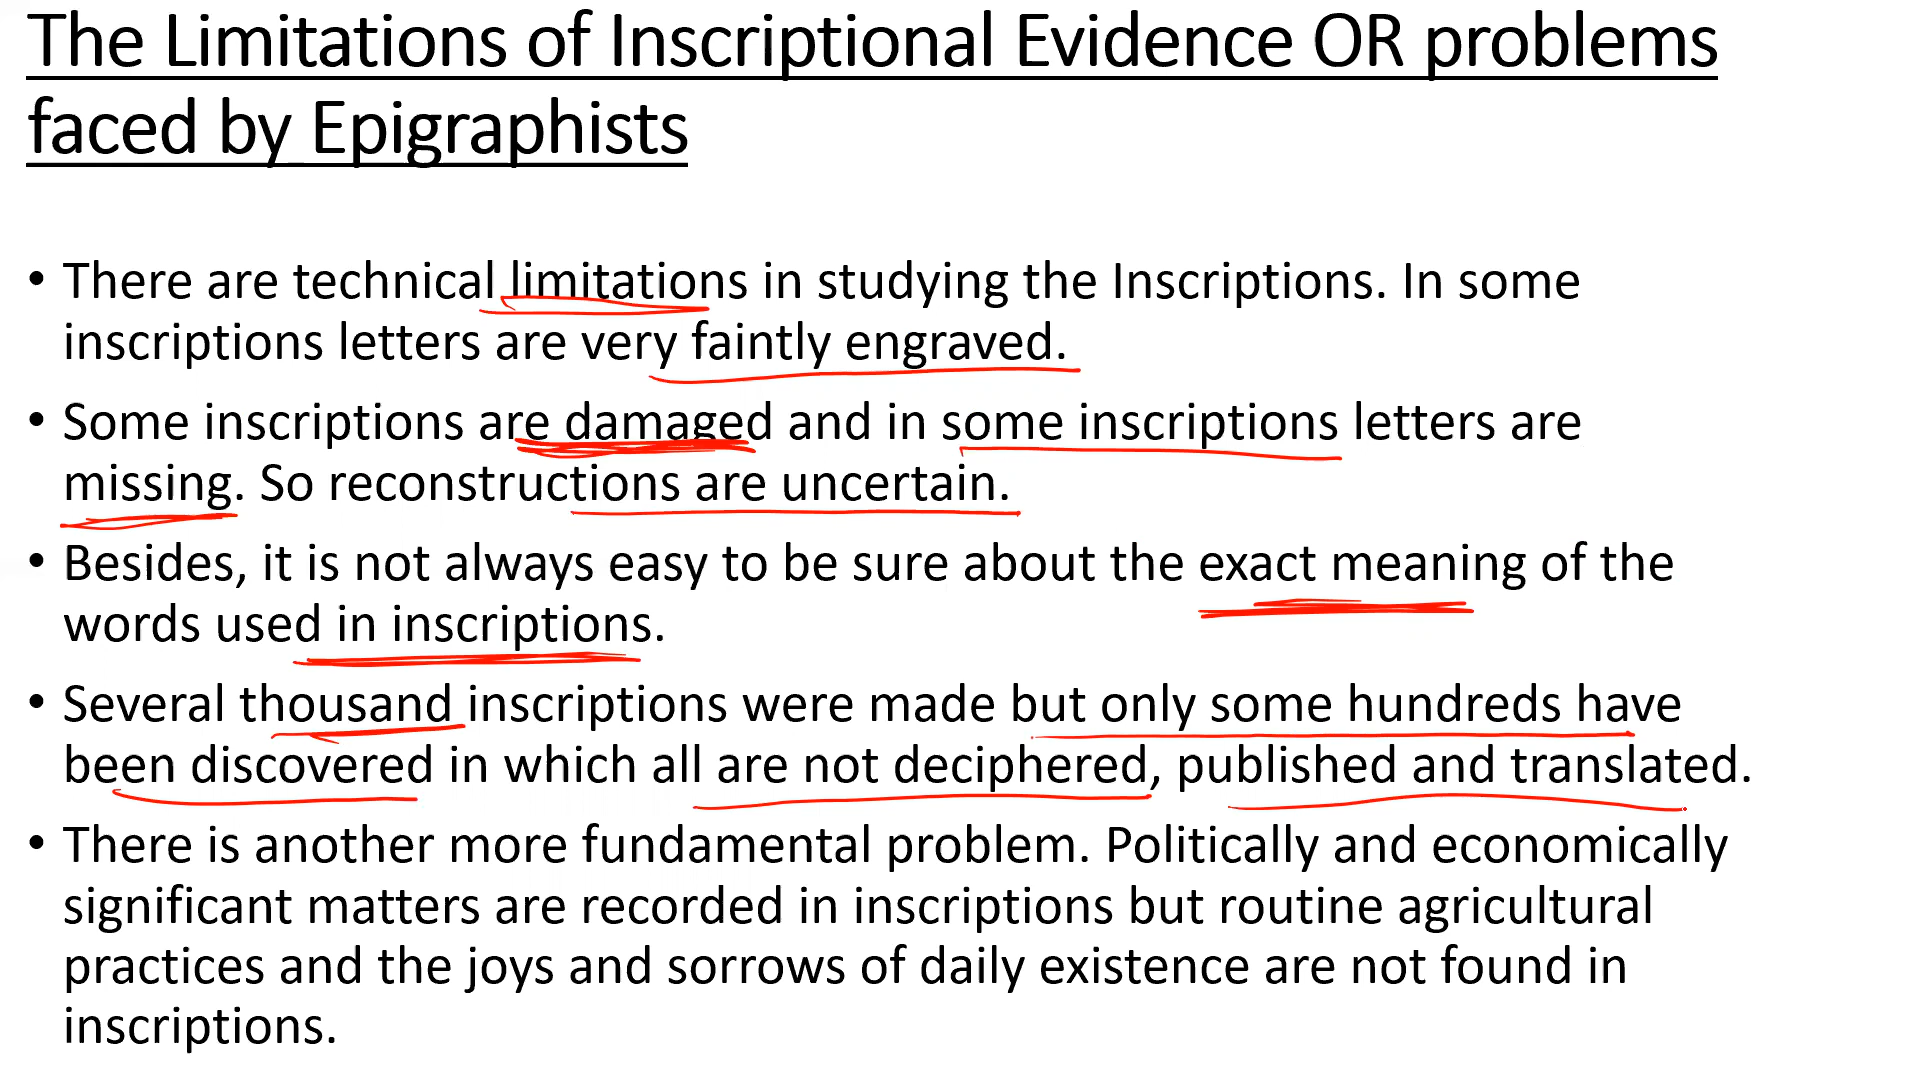 The Limitations of Inscriptional Evidence OR problems
faced by Epigraphists
• There are technical limitations in studying the Inscriptions. In some
inscriptions letters are very faintly engraved.
• Some inscriptions are damaged and in some inscriptions letters are
missing. So reconstructions are uncertain.
• Besides, it is not always easy to be sure about the exact meaning of the
words used in inscriptions.
• Several thousand inscriptions were made but only some hundreds have
been discovered in which all are not deciphered, published and translated.
• There is another more fundamental problem. Politically and economically
significant matters are recorded in inscriptions but routine agricultural
practices and the joys and sorrows of daily existence are not found in
inscriptions.